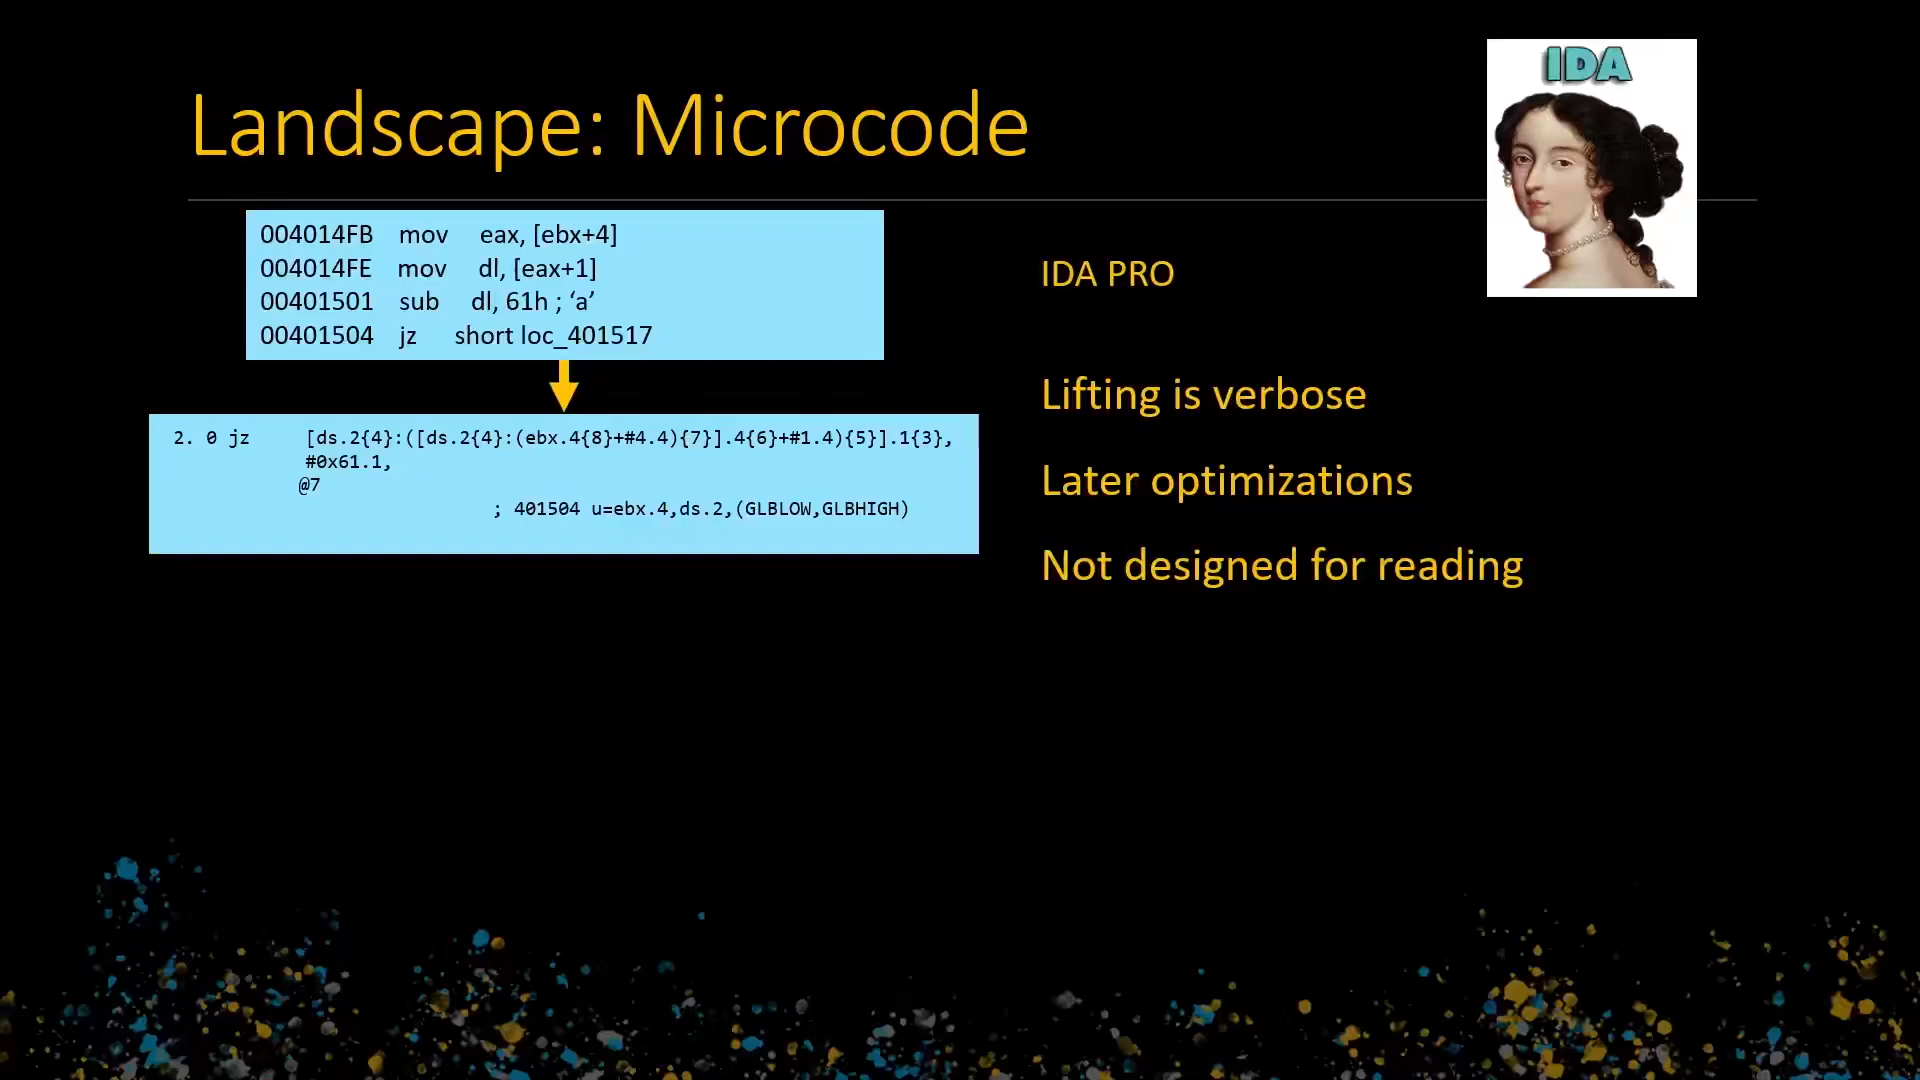 IDA
Landscape: Microcode
004014FB mov eax, [ebx+4]
004014FE mov dl, [eax+1]
00401501 sub dl, 61h ; ‘a’
00401504 jz short loc_401517
2. 0 jz [ds.2{4}:([ds.2{4}:(ebx.4{8}+#4.4){7}].4{6}+#1.4){5}].1{3},
#0x61.1,
@7
; 401504 u=ebx.4,ds.2,(GLBLOW,GLBHIGH)
IDA PRO
Lifting is verbose
Later optimizations
Not designed for reading